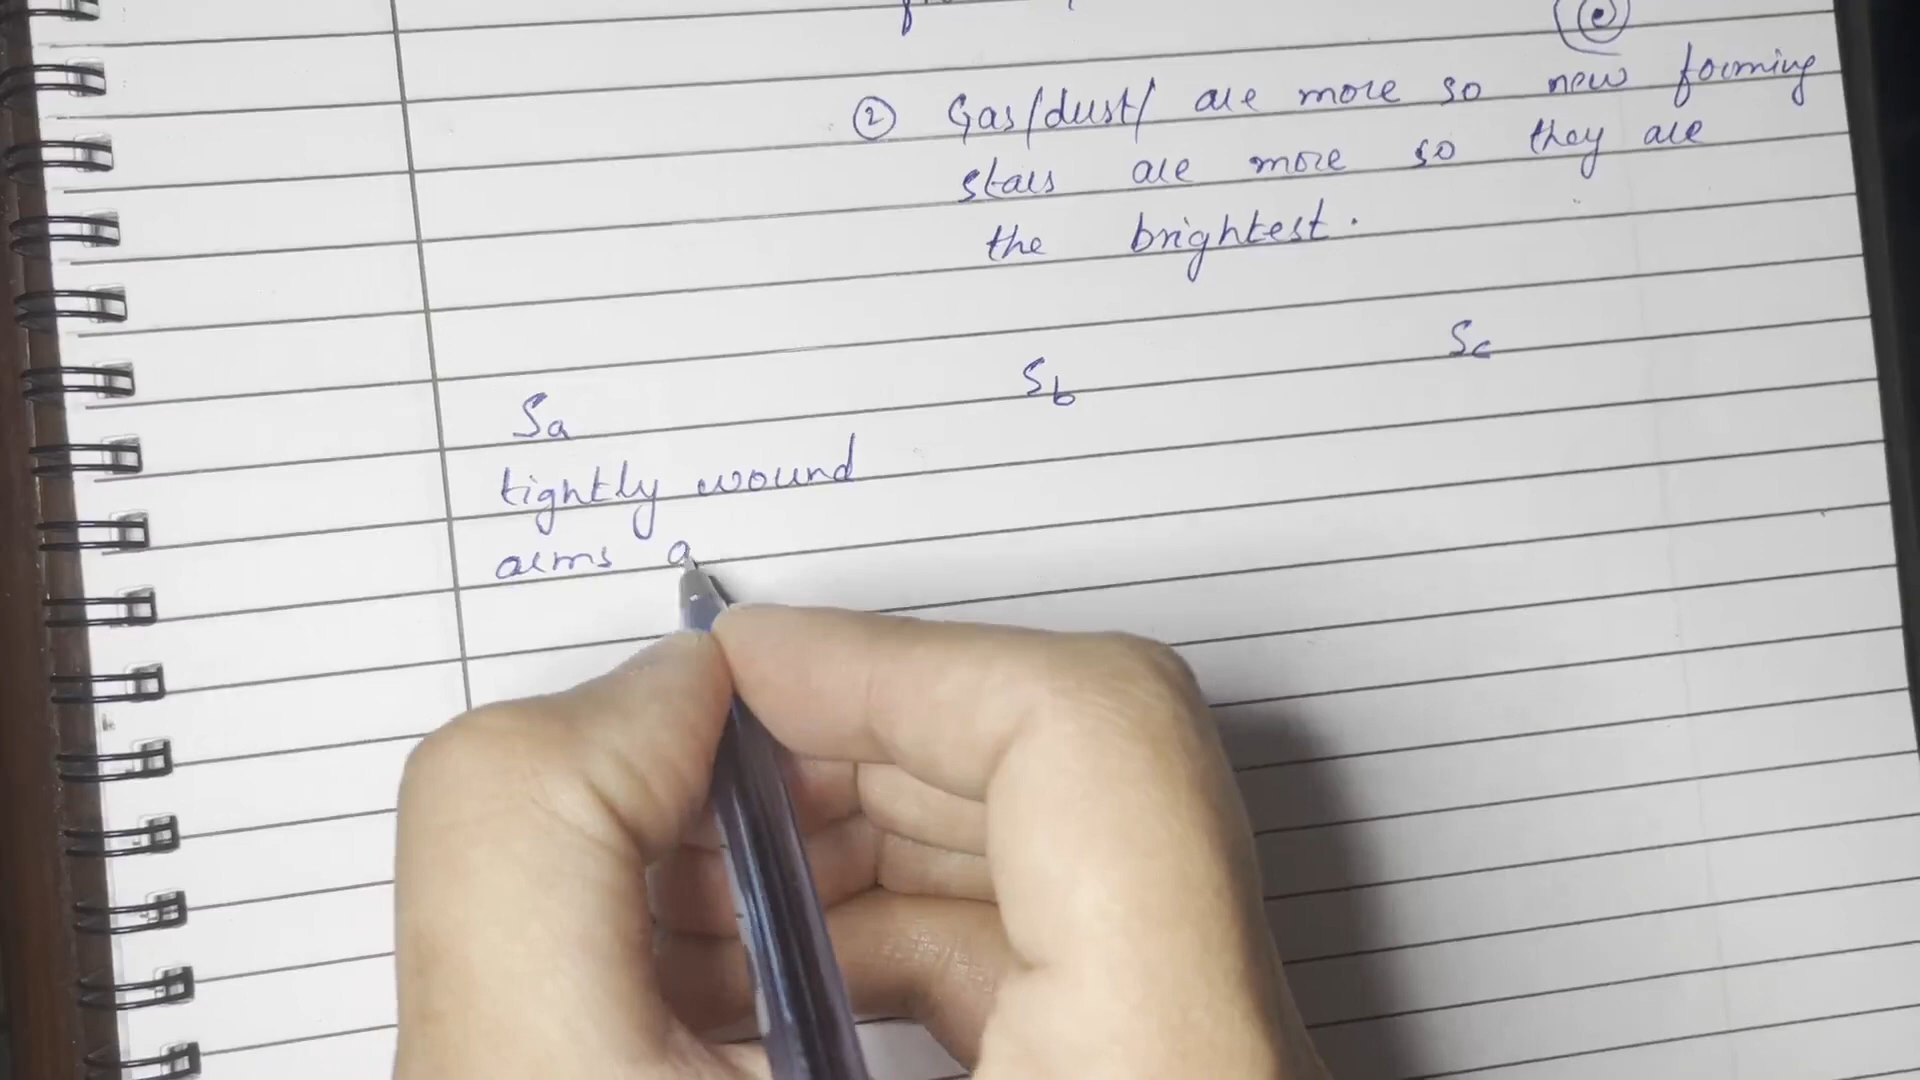 e
② Gas/dust/ are more so new forming
stars are more so they are
the brightest.
Sa Sb Sc
tightly wound
arms a